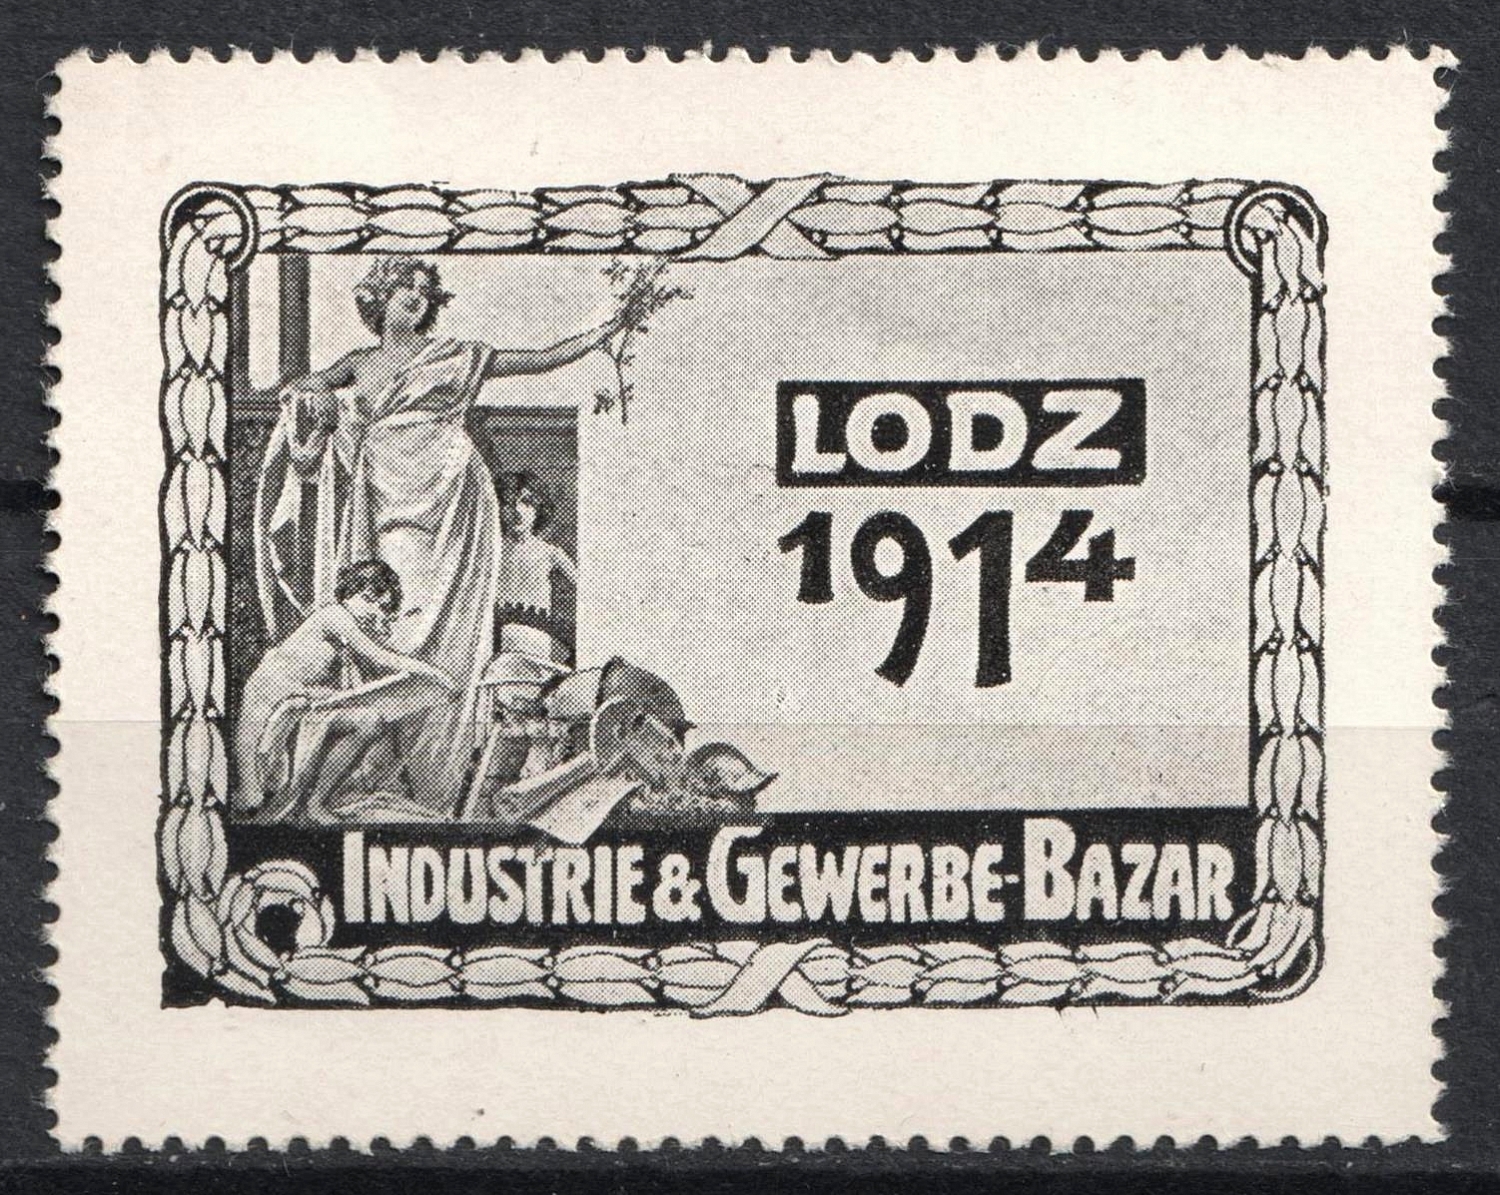 LODZ
1914
INDUSTRIE & GEWERBE-BAZAR